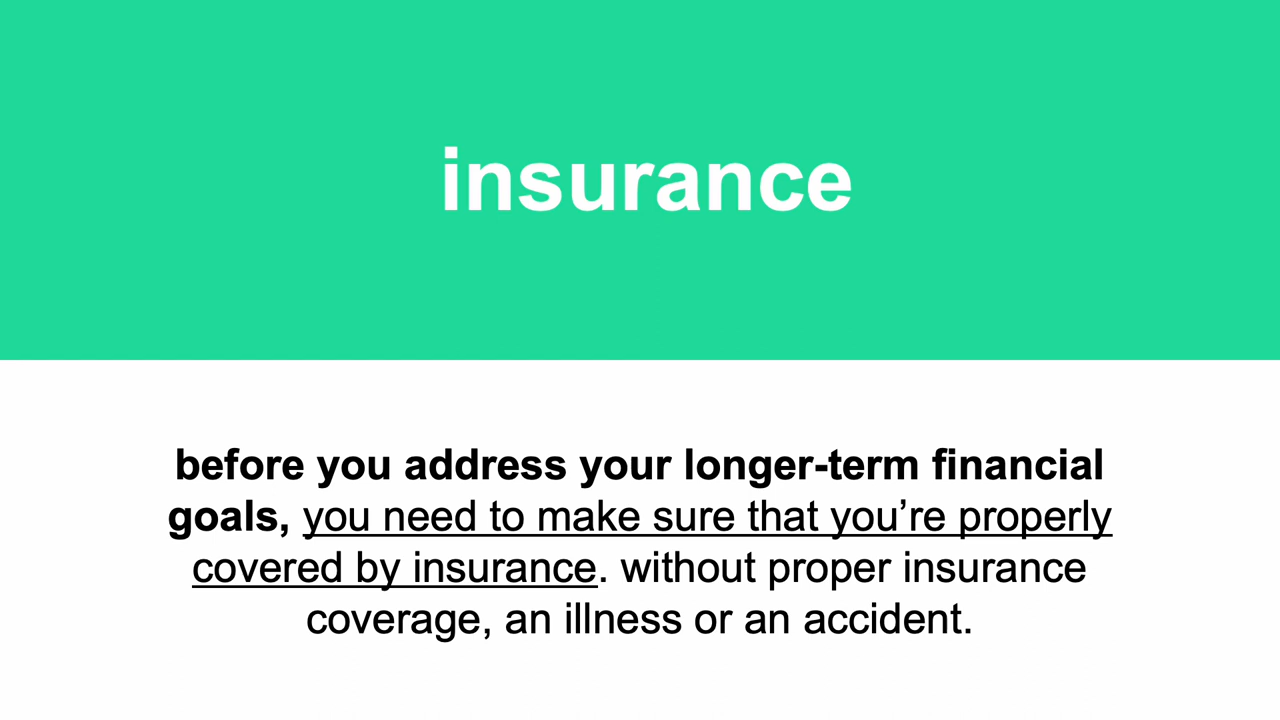 insurance
before you address your longer-term financial
goals, you need to make sure that you’re properly
covered by insurance. without proper insurance
coverage, an illness or an accident.